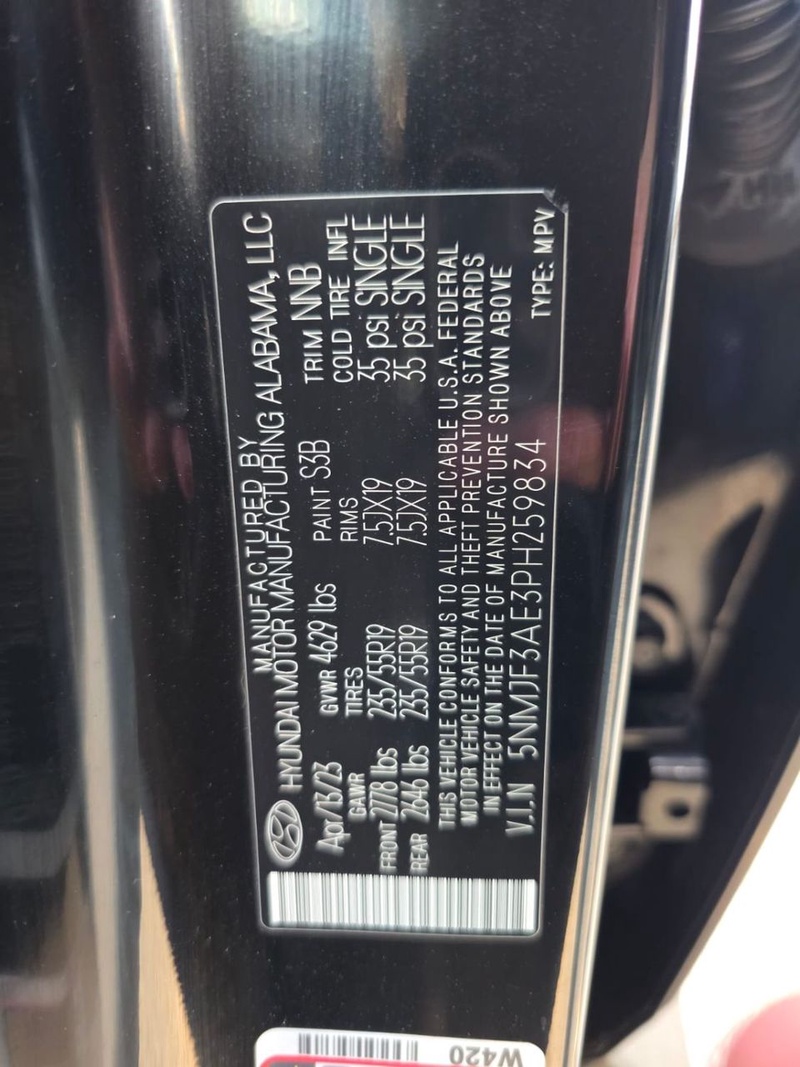 MANUFACTURED BY
HYUNDAI MOTOR MANUFACTURING ALABAMA, LLC
Apr/13/23 GVWR 4629 lbs PAINT S3B TRIM NNB
GAWR TIRES RIMS COLD TIRE INFL
FRONT 2778 lbs 235/55R19 7.5JX19 35 psi SINGLE
REAR 2646 lbs 235/55R19 7.5JX19 35 psi SINGLE
THIS VEHICLE CONFORMS TO ALL APPLICABLE U.S.A. FEDERAL
MOTOR VEHICLE SAFETY AND THEFT PREVENTION STANDARDS
IN EFFECT ON THE DATE OF MANUFACTURE SHOWN ABOVE
V.I.N 5NMJF3AE3PH259834 TYPE: MPV
W420